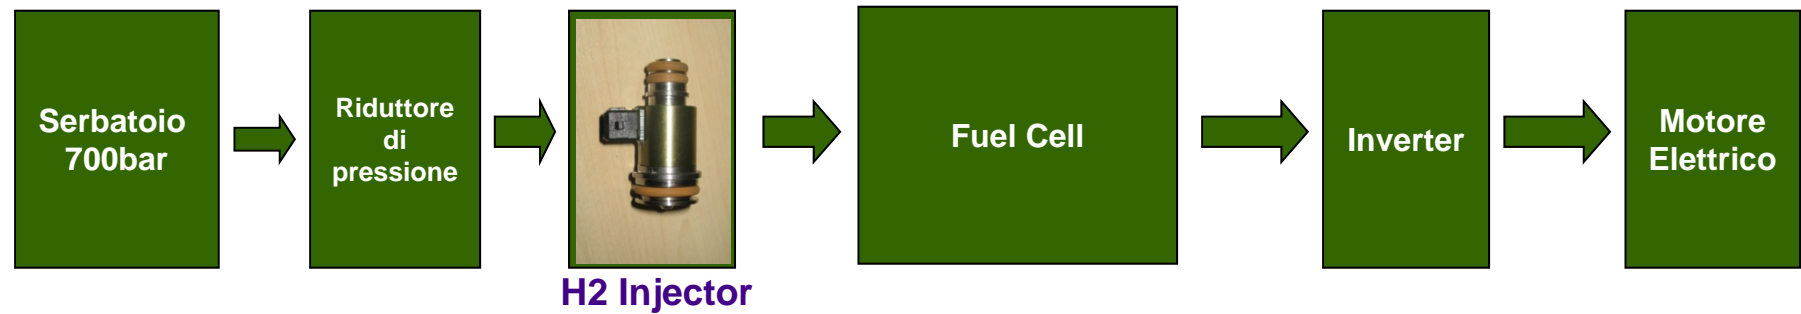 Serbatoio
700bar
Riduttore
di
pressione
H2 Injector
Fuel Cell
Inverter
Motore
Elettrico